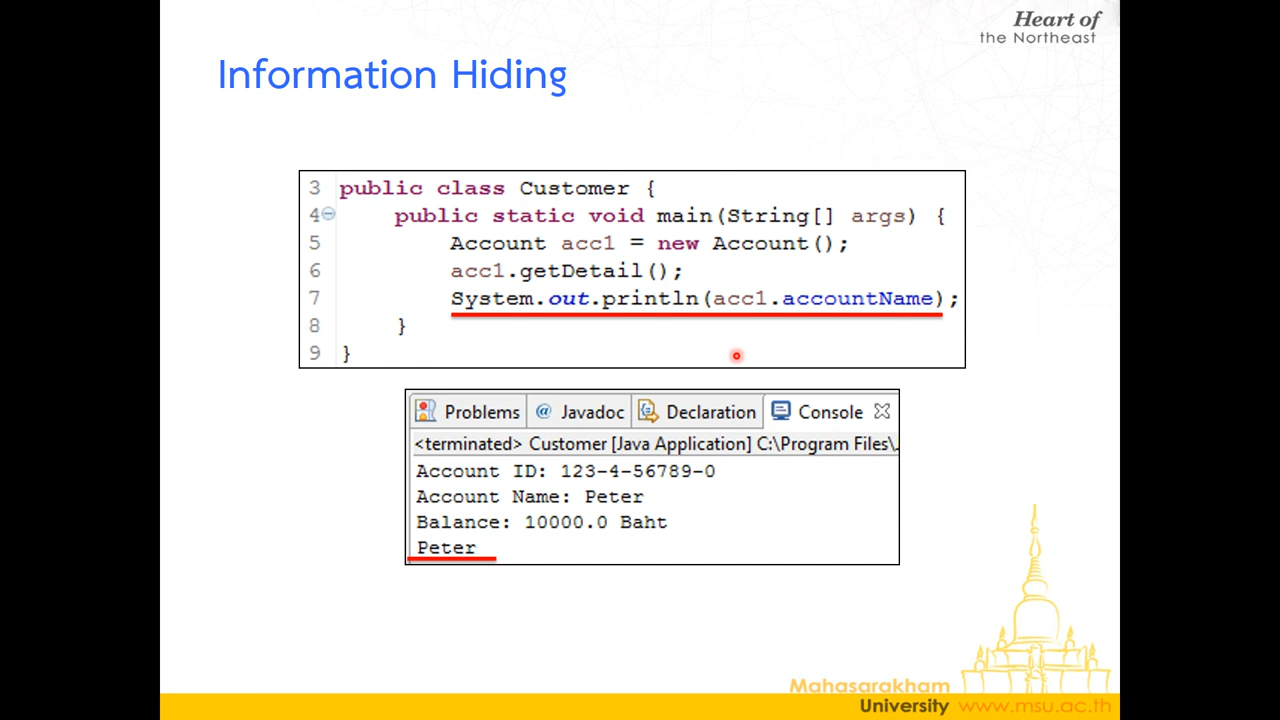 Heart of
the Northeast
Information Hiding
3 public class Customer {
4 public static void main(String[] args) {
5 Account acc1 = new Account();
6 acc1.getDetail();
7 System.out.println(acc1.accountName);
8 }
9 }
Problems @ Javadoc Declaration Console
<terminated> Customer [Java Application] C:\Program Files\
Account ID: 123-4-56789-0
Account Name: Peter
Balance: 10000.0 Baht
Peter
Mahasarakham
University www.msu.ac.th